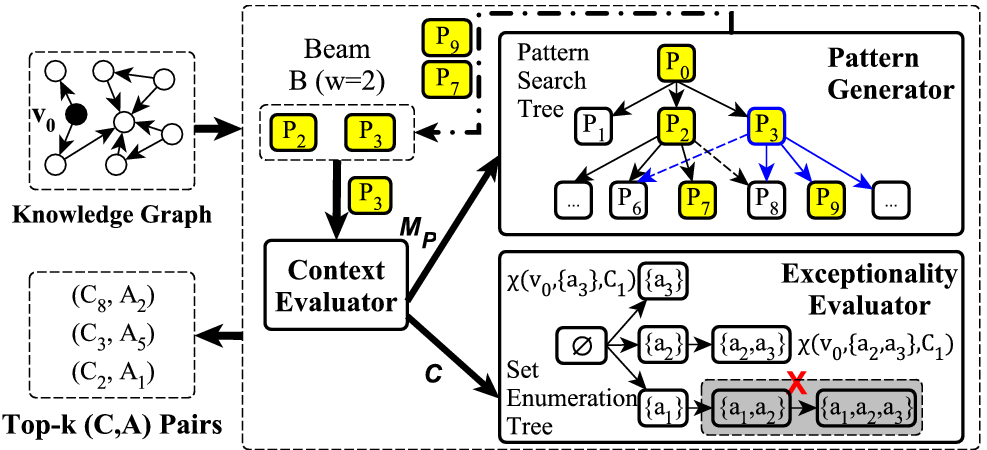 v₀
Knowledge Graph
(C₈, A₂)
(C₃, A₅)
(C₂, A₁)
Top-k (C,A) Pairs
Beam
B (w=2)
P₂
P₃
P₉
P₇
P₃
Context
Evaluator
M_P
C
Pattern
Search
Tree
Pattern
Generator
P₀
P₁
P₂
P₃
...
P₆
P₇
P₈
P₉
...
Exceptionality
Evaluator
χ(v₀,{a₃},C₁)
{a₃}
∅
{a₂}
{a₂,a₃}
χ(v₀,{a₂,a₃},C₁)
Set
Enumeration
Tree
{a₁}
X
{a₁,a₂}
{a₁,a₂,a₃}